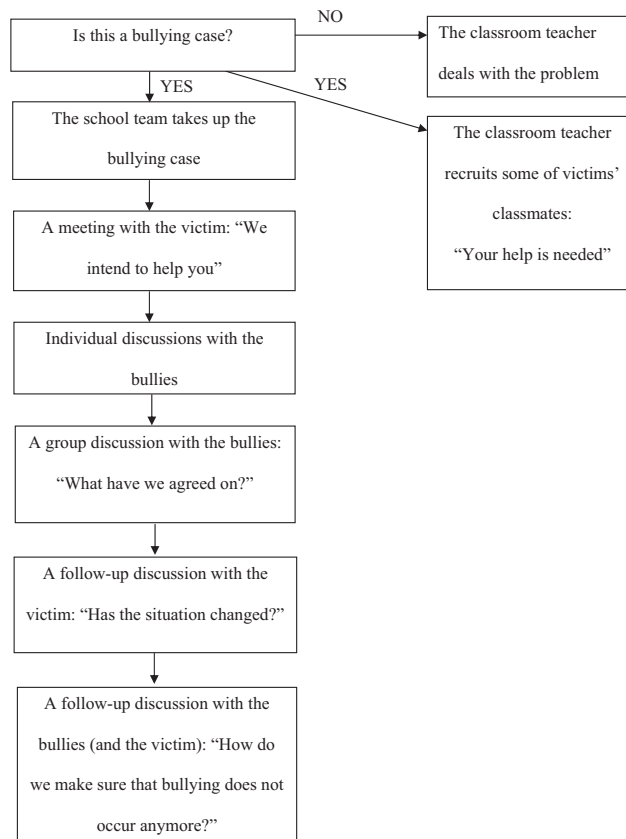 Is this a bullying case?
NO
The classroom teacher
deals with the problem
YES
YES
The school team takes up the
bullying case
The classroom teacher
recruits some of victims’
classmates:
“Your help is needed”
A meeting with the victim: “We
intend to help you”
Individual discussions with the
bullies
A group discussion with the bullies:
“What have we agreed on?”
A follow-up discussion with the
victim: “Has the situation changed?”
A follow-up discussion with the
bullies (and the victim): “How do
we make sure that bullying does not
occur anymore?”